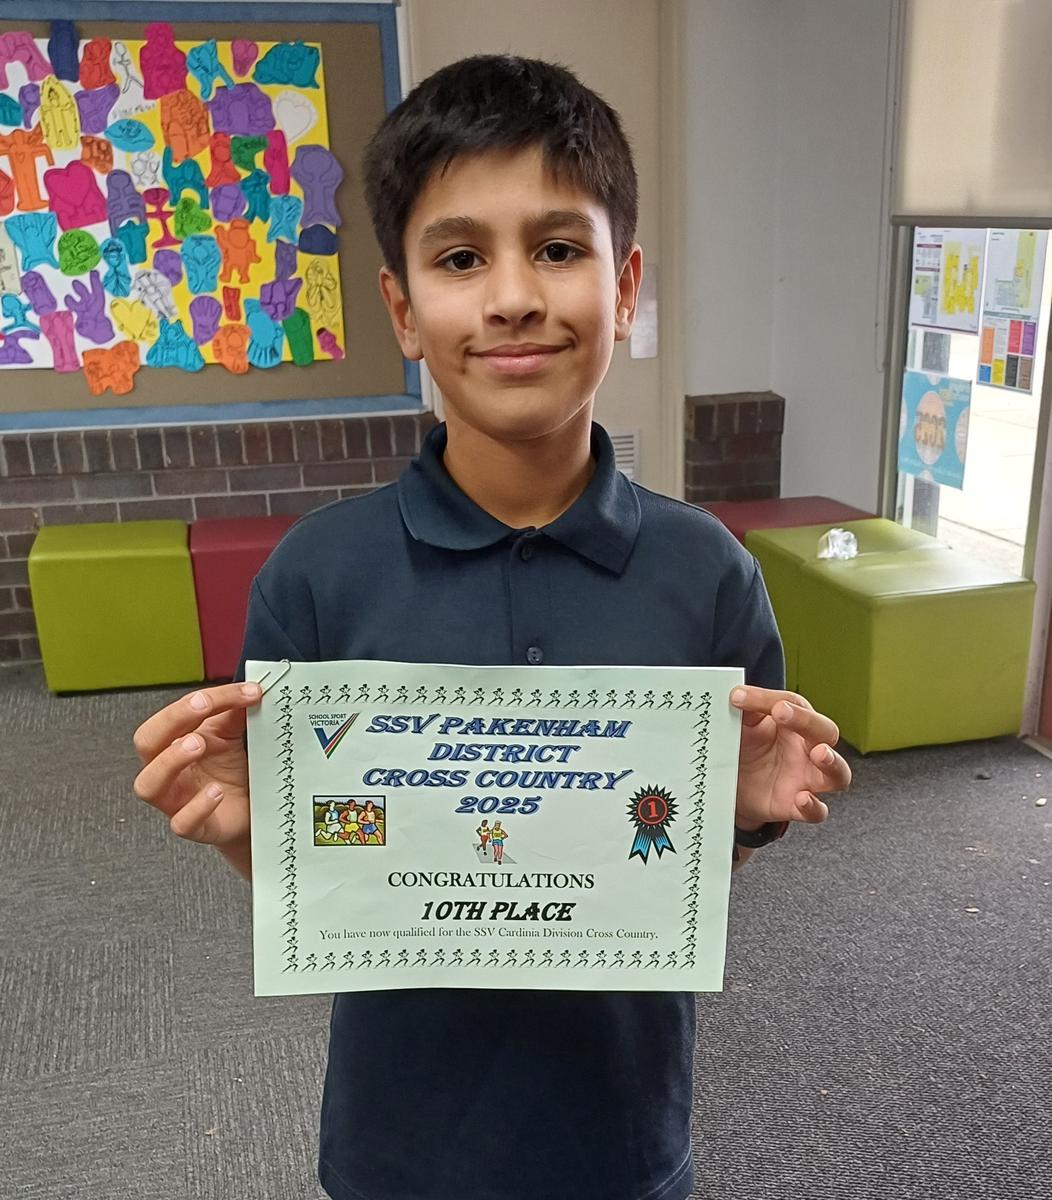 SCHOOL SPORT
VICTORIA
SSV PAKENHAM
DISTRICT
CROSS COUNTRY
2025
1
CONGRATULATIONS
10TH PLACE
You have now qualified for the SSV Cardinia Division Cross Country.
2025